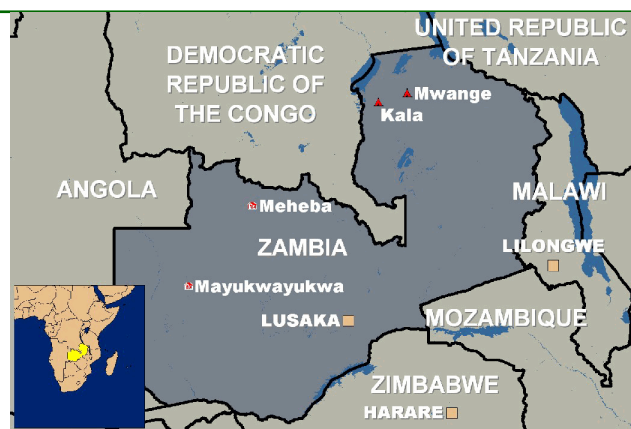 UNITED REPUBLIC
OF TANZANIA
DEMOCRATIC
REPUBLIC OF
THE CONGO
Mwange
Kala
ANGOLA
MALAWI
Meheba
ZAMBIA
LILONGWE
Mayukwayukwa
LUSAKA
MOZAMBIQUE
ZIMBABWE
HARARE